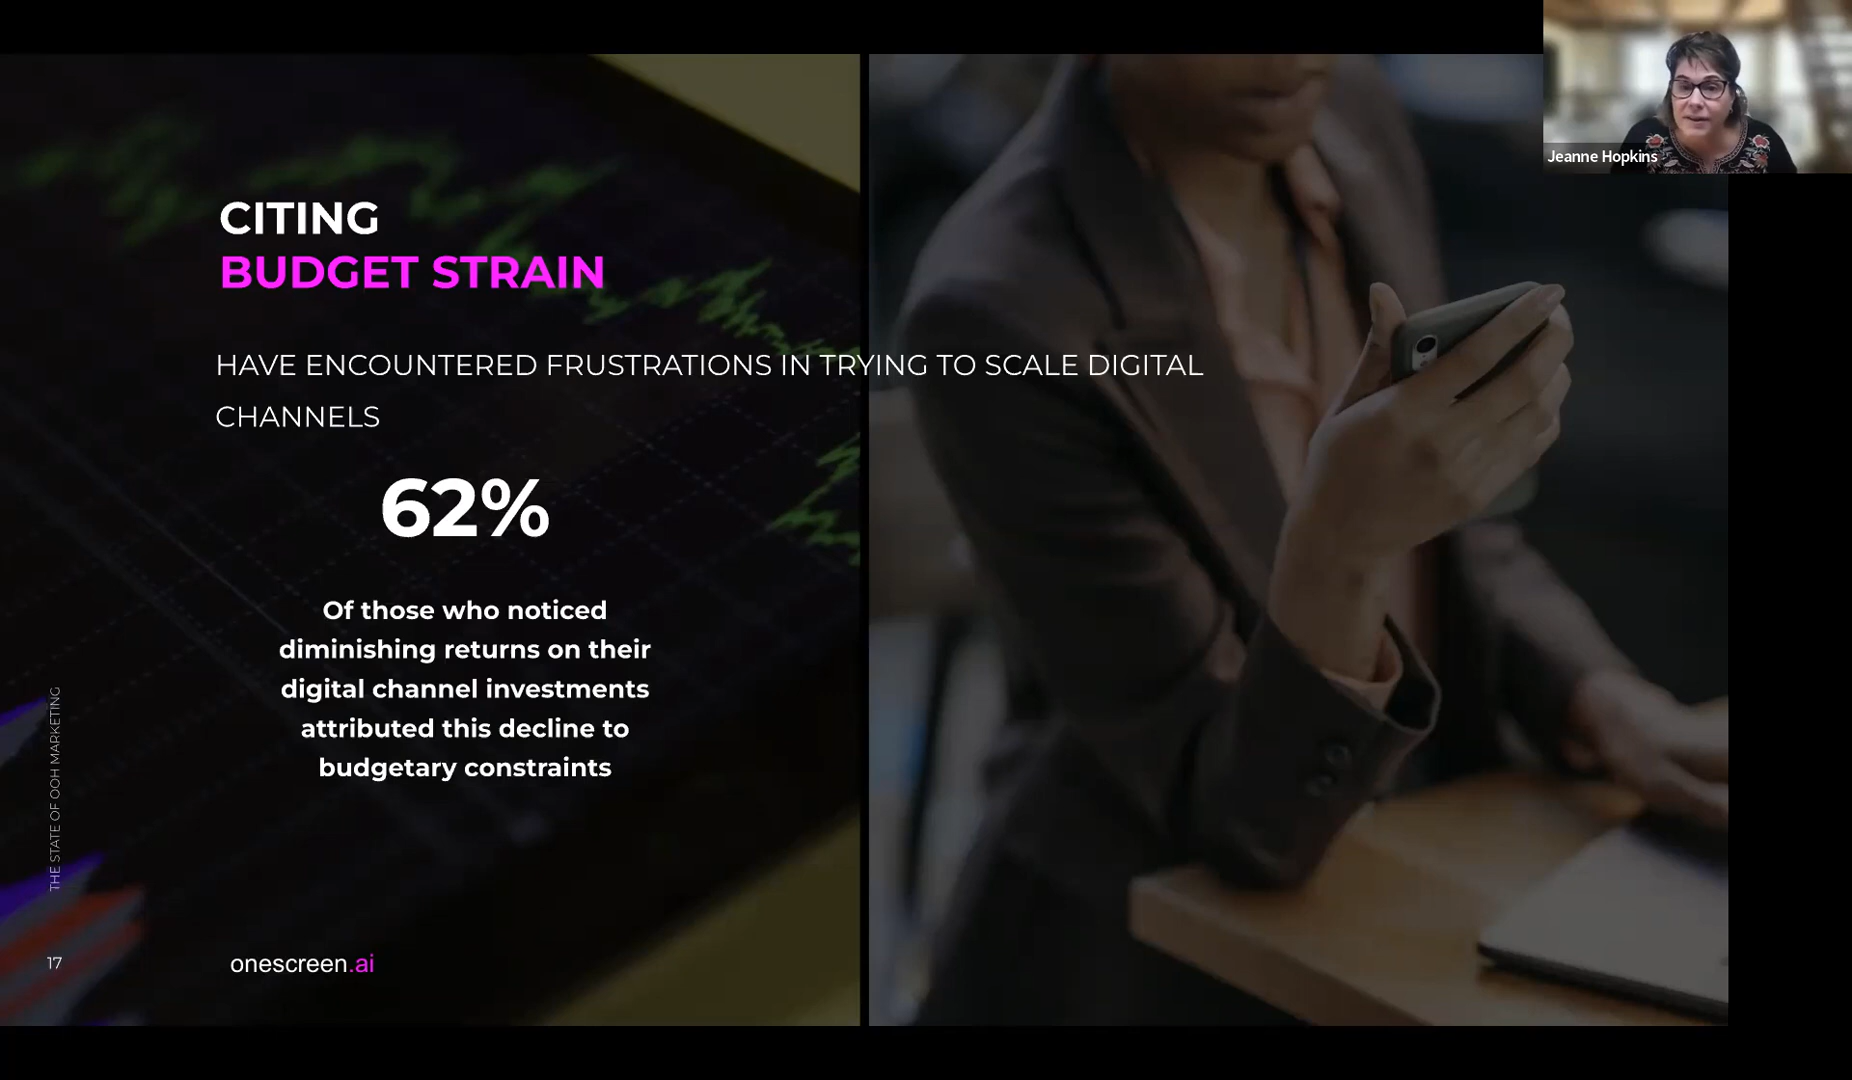 Jeanne Hopkins
CITING
BUDGET STRAIN
HAVE ENCOUNTERED FRUSTRATIONS IN TRYING TO SCALE DIGITAL
CHANNELS
62%
Of those who noticed
diminishing returns on their
digital channel investments
attributed this decline to
budgetary constraints
THE STATE OF OOH MARKETING
17
onescreen.ai